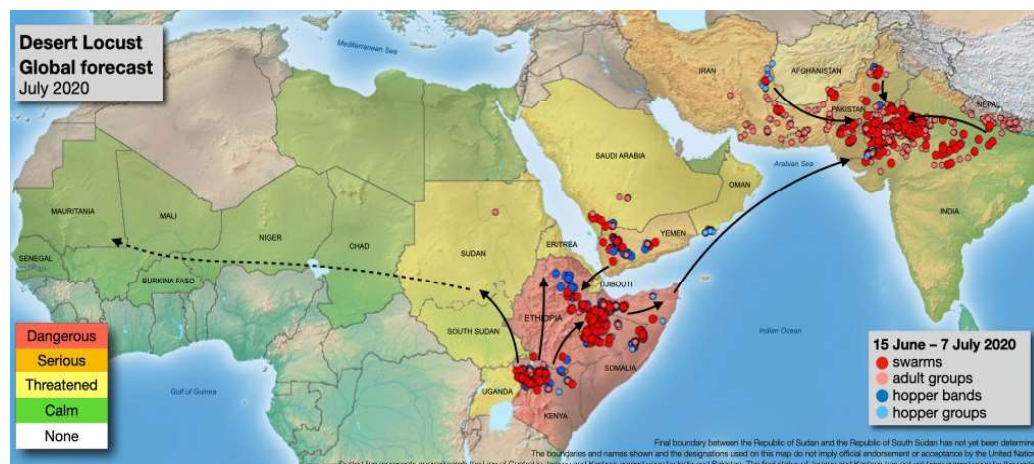 Desert Locust
Global forecast
July 2020
Mediterranean Sea
IRAN
AFGHANISTAN
PAKISTAN
NEPAL
SAUDI ARABIA
Arabian Sea
OMAN
INDIA
MAURITANIA
MALI
NIGER
CHAD
SUDAN
ERITREA
YEMEN
SENEGAL
BURKINA FASO
DJIBOUTI
SOUTH SUDAN
ETHIOPIA
Indian Ocean
SOMALIA
UGANDA
KENYA
Gulf of Guinea
Dangerous
Serious
Threatened
Calm
None
15 June – 7 July 2020
swarms
adult groups
hopper bands
hopper groups
Final boundary between the Republic of Sudan and the Republic of South Sudan has not yet been determine
The boundaries and names shown and the designations used on this map do not imply official endorsement or acceptance by the United Nation